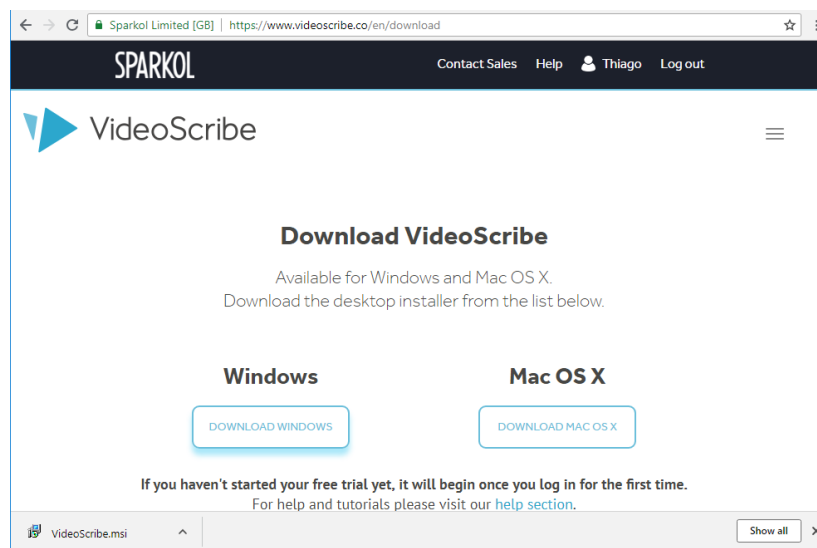 Sparkol Limited [GB] | https://www.videoscribe.co/en/download
SPARKOL Contact Sales Help Thiago Log out
VideoScribe
Download VideoScribe
Available for Windows and Mac OS X.
Download the desktop installer from the list below.
Windows Mac OS X
DOWNLOAD WINDOWS DOWNLOAD MAC OS X
If you haven't started your free trial yet, it will begin once you log in for the first time.
For help and tutorials please visit our help section.
VideoScribe.msi Show all